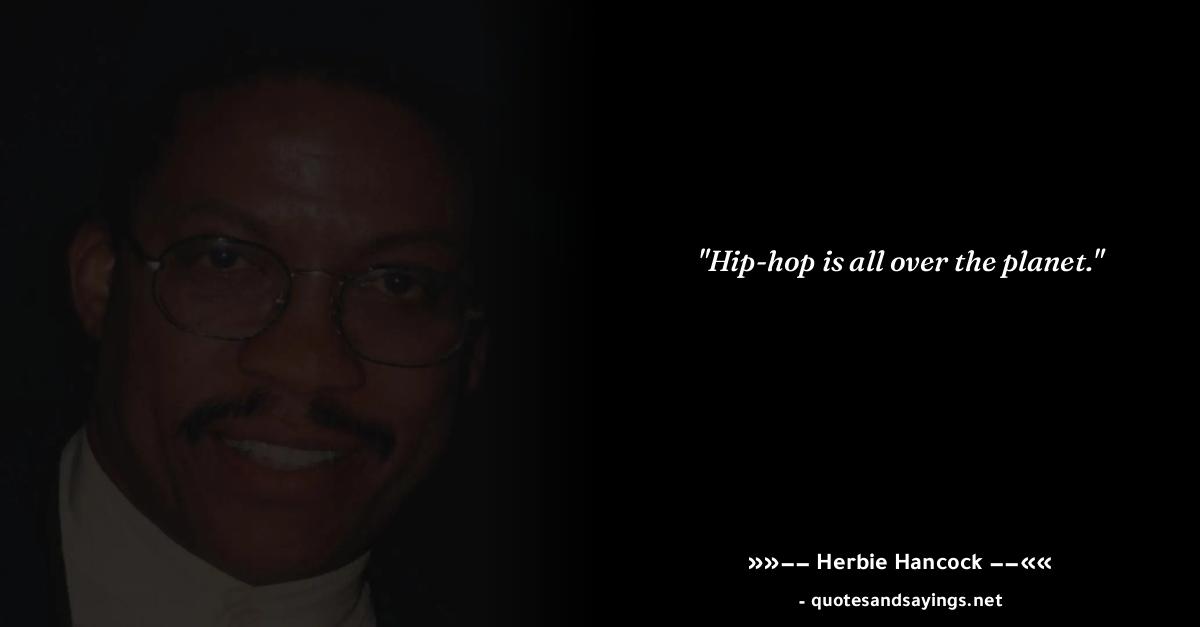 "Hip-hop is all over the planet."
»»–– Herbie Hancock ––««
- quotesandsayings.net